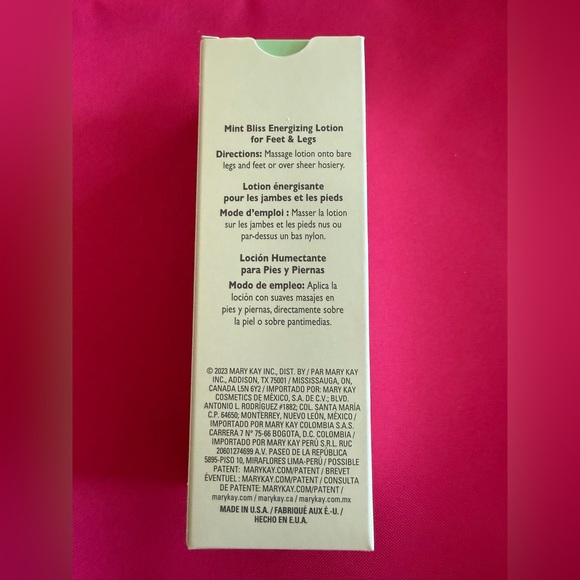 Mint Bliss Energizing Lotion
for Feet & Legs
Directions: Massage lotion onto bare
legs and feet or over sheer hosiery.
Lotion énergisante
pour les jambes et les pieds
Mode d'emploi : Masser la lotion
sur les jambes et les pieds nus ou
par-dessus un bas nylon.
Loción Humectante
para Pies y Piernas
Modo de empleo: Aplica la
loción con suaves masajes en
pies y piernas, directamente sobre
la piel o sobre pantimedias.
© 2023 MARY KAY INC., DIST. BY / PAR MARY KAY
INC., ADDISON, TX 75001 / MISSISSAUGA, ON,
CANADA L5N 6Y2 / IMPORTADO POR: MARY KAY
COSMETICS DE MÉXICO, S.A. DE C.V.; BLVD.
ANTONIO L. RODRÍGUEZ #1882; COL. SANTA MARÍA
C.P. 64650; MONTERREY, NUEVO LEÓN, MÉXICO /
IMPORTADO POR MARY KAY COLOMBIA S.A.S.
CARRERA 7 N° 75-66 BOGOTA, D.C. COLOMBIA /
IMPORTADO POR MARY KAY PERÚ S.R.L. RUC
20601274699 A.V. PASEO DE LA REPÚBLICA
5895-PISO 10, MIRAFLORES LIMA-PERÚ / POSSIBLE
PATENT: MARYKAY.COM/PATENT / BREVET
ÉVENTUEL : MARYKAY.COM/PATENT / CONSULTA
DE PATENTE: MARYKAY.COM/PATENT /
marykay.com / marykay.ca / marykay.com.mx
MADE IN U.S.A. / FABRIQUÉ AUX É.-U. /
HECHO EN E.U.A.